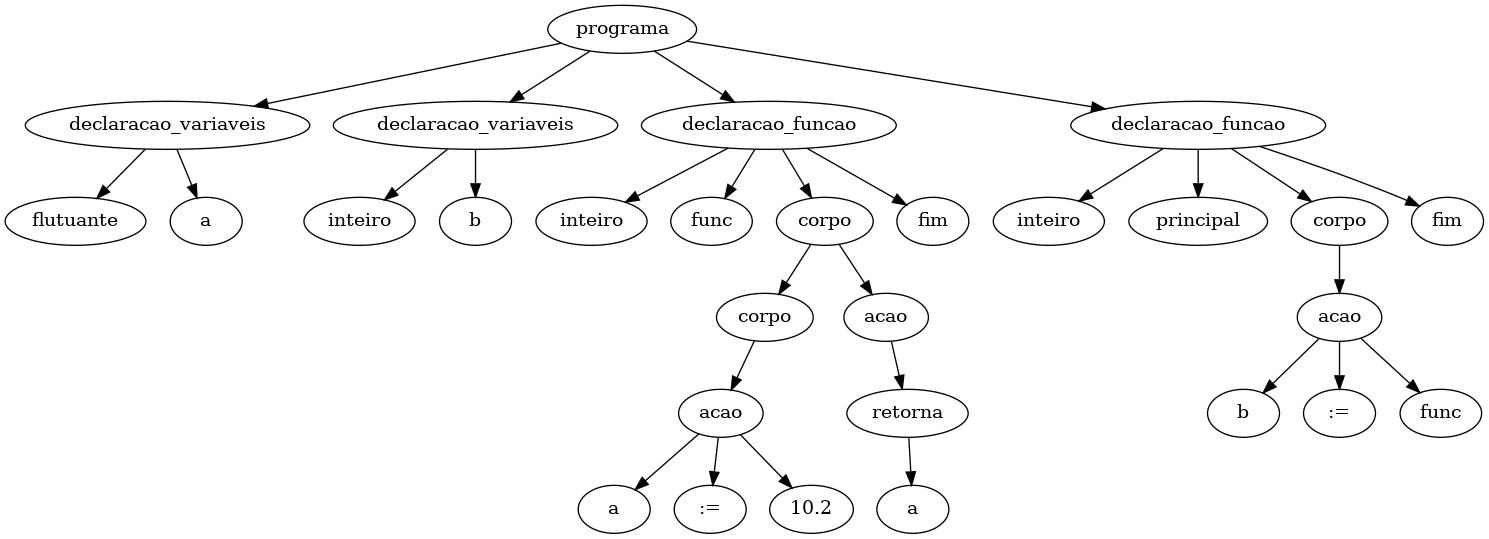 programa
declaracao_variaveis declaracao_variaveis declaracao_funcao declaracao_funcao
flutuante a inteiro b inteiro func corpo fim inteiro principal corpo fim
corpo acao acao
acao retorna b := func
a := 10.2 a